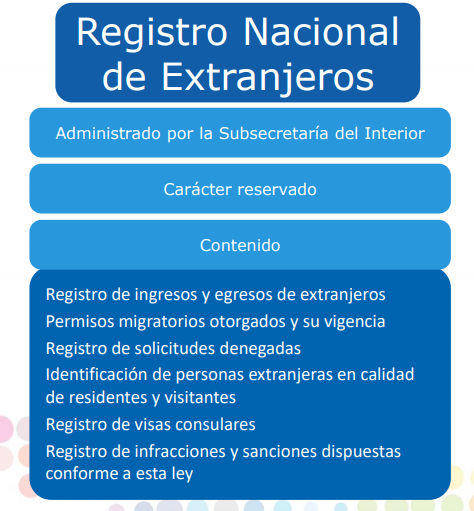 Registro Nacional
de Extranjeros
Administrado por la Subsecretaría del Interior
Carácter reservado
Contenido
Registro de ingresos y egresos de extranjeros
Permisos migratorios otorgados y su vigencia
Registro de solicitudes denegadas
Identificación de personas extranjeras en calidad
de residentes y visitantes
Registro de visas consulares
Registro de infracciones y sanciones dispuestas
conforme a esta ley